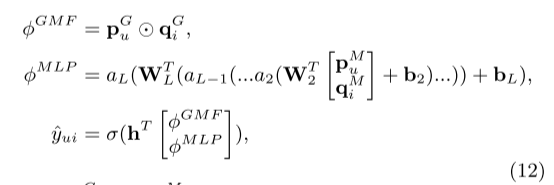 ϕ^{GMF} = p_u^G ⊙ q_i^G,
ϕ^{MLP} = a_L(W_L^T(a_{L−1}(...a_2(W_2^T [p_u^M; q_i^M] + b_2)...)) + b_L),
ŷ_{ui} = σ(h^T [ϕ^{GMF}; ϕ^{MLP}]),
(12)